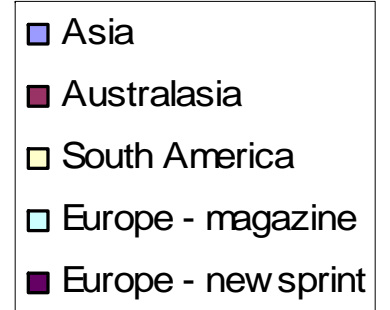 Asia
Australasia
South America
Europe - magazine
Europe - new sprint